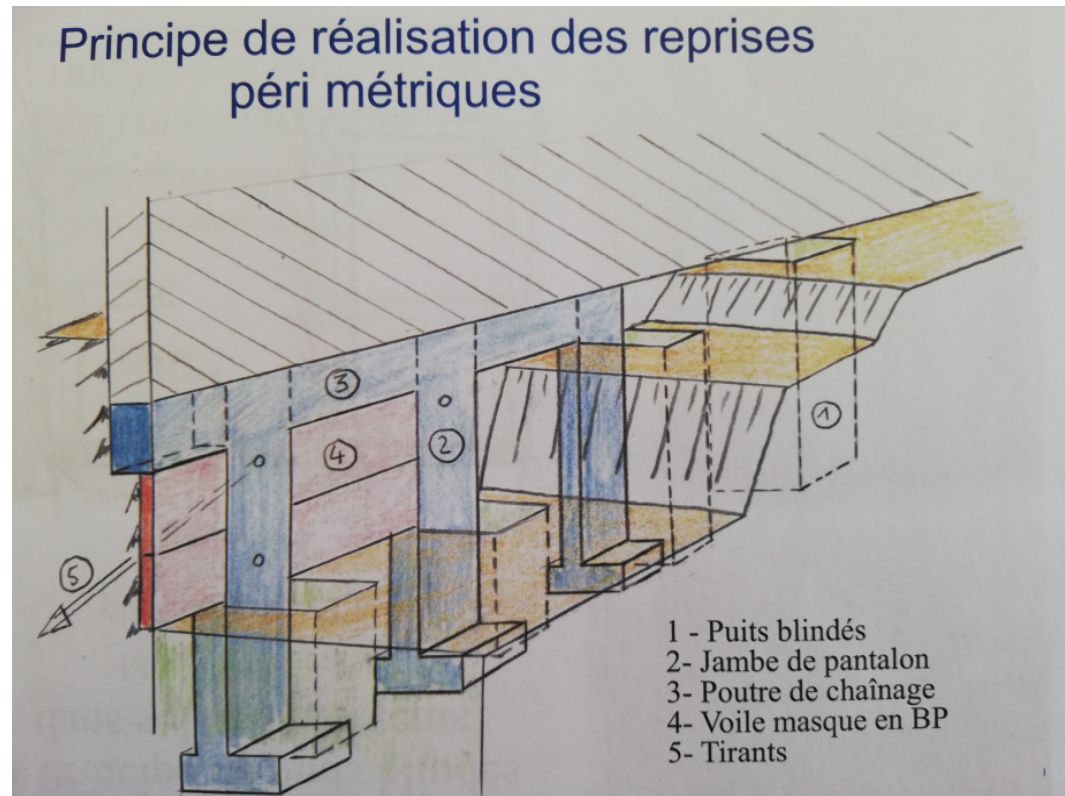 Principe de réalisation des reprises
péri métriques
3
4
2
1
5
1 - Puits blindés
2- Jambe de pantalon
3- Poutre de chaînage
4- Voile masque en BP
5- Tirants